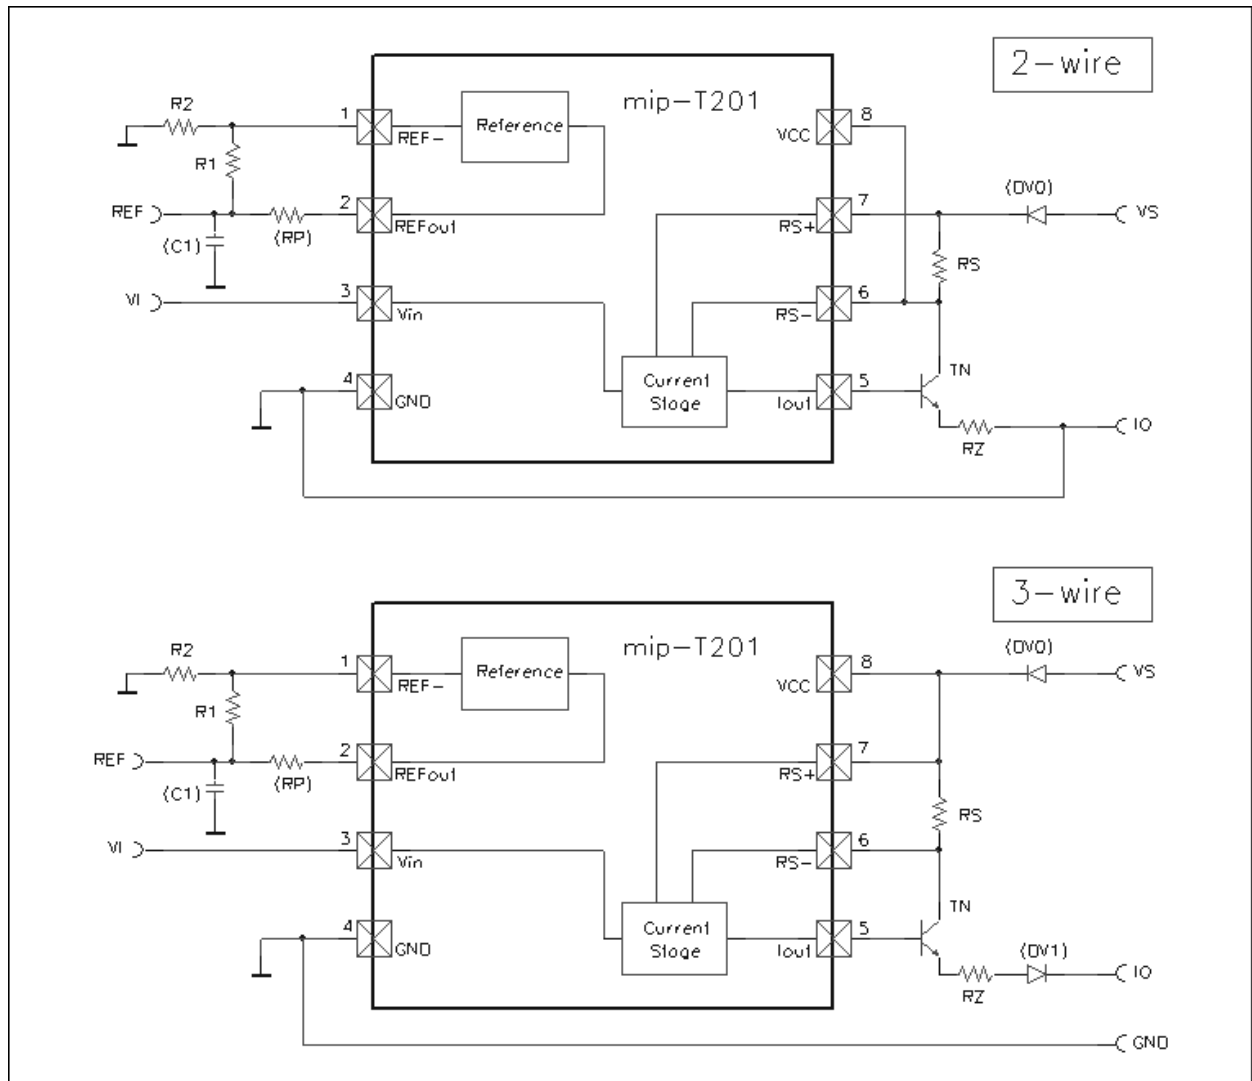 2-wire
mip-T201
R2
1
REF-
Reference
8
VCC
R1
(DV0)
REF
2
REFout
7
RS+
VS
(C1)
(RP)
RS
VI
3
Vin
6
RS-
4
GND
Current
Stage
5
Iout
TN
RZ
IO
3-wire
mip-T201
R2
1
REF-
Reference
8
VCC
(DV0)
VS
R1
REF
2
REFout
7
RS+
(C1)
(RP)
RS
VI
3
Vin
6
RS-
4
GND
Current
Stage
5
Iout
TN
(DV1)
RZ
IO
GND